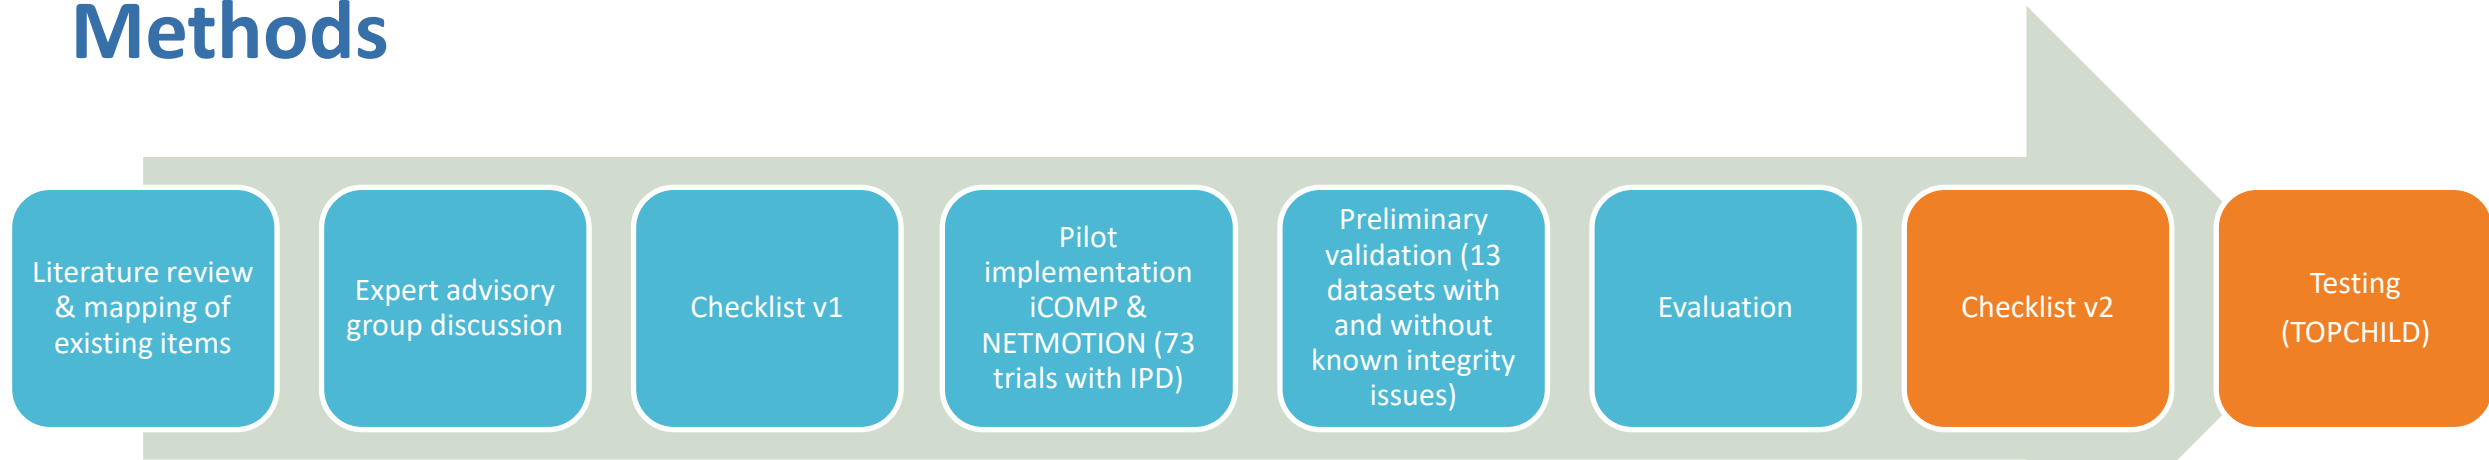 Methods
Literature review
& mapping of
existing items
Expert advisory
group discussion
Checklist v1
Pilot
implementation
iCOMP &
NETMOTION (73
trials with IPD)
Preliminary
validation (13
datasets with
and without
known integrity
issues)
Evaluation
Checklist v2
Testing
(TOPCHILD)